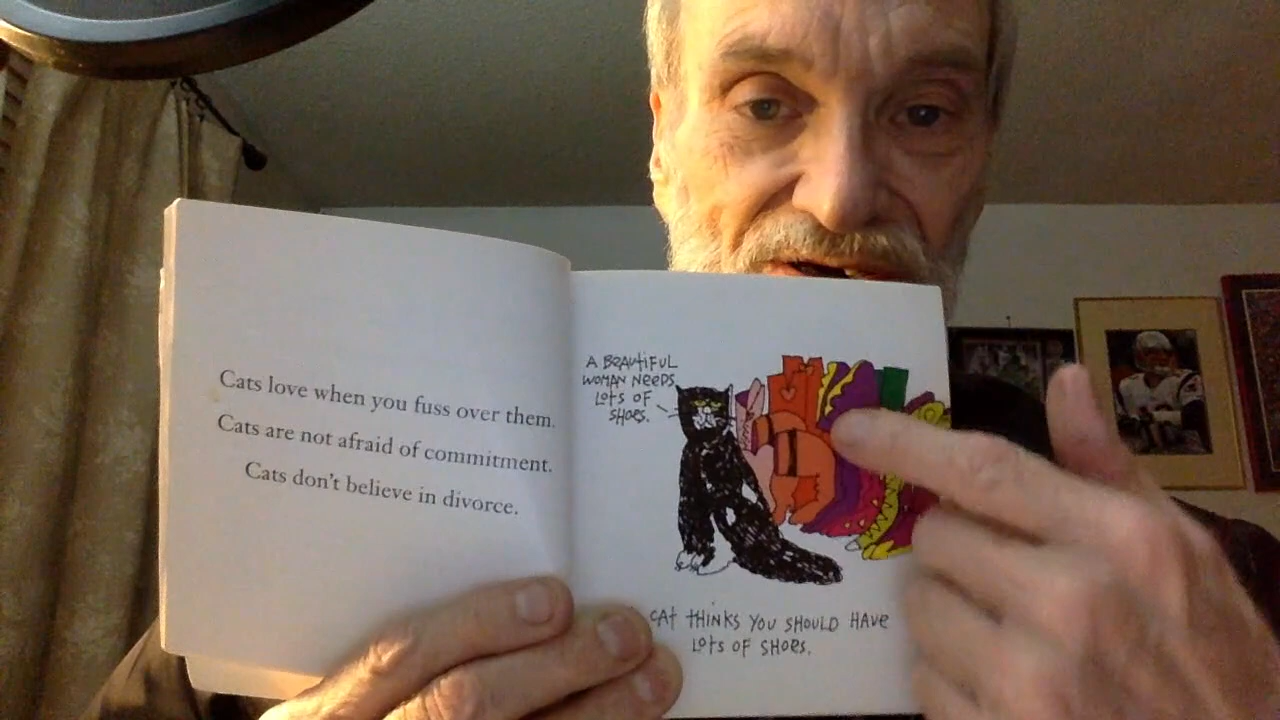 Cats love when you fuss over them.
Cats are not afraid of commitment.
Cats don't believe in divorce.
A BEAUTIFUL
WOMAN NEEDS
LOTS OF
SHOES.
CAT THINKS YOU SHOULD HAVE
LOTS OF SHOES.